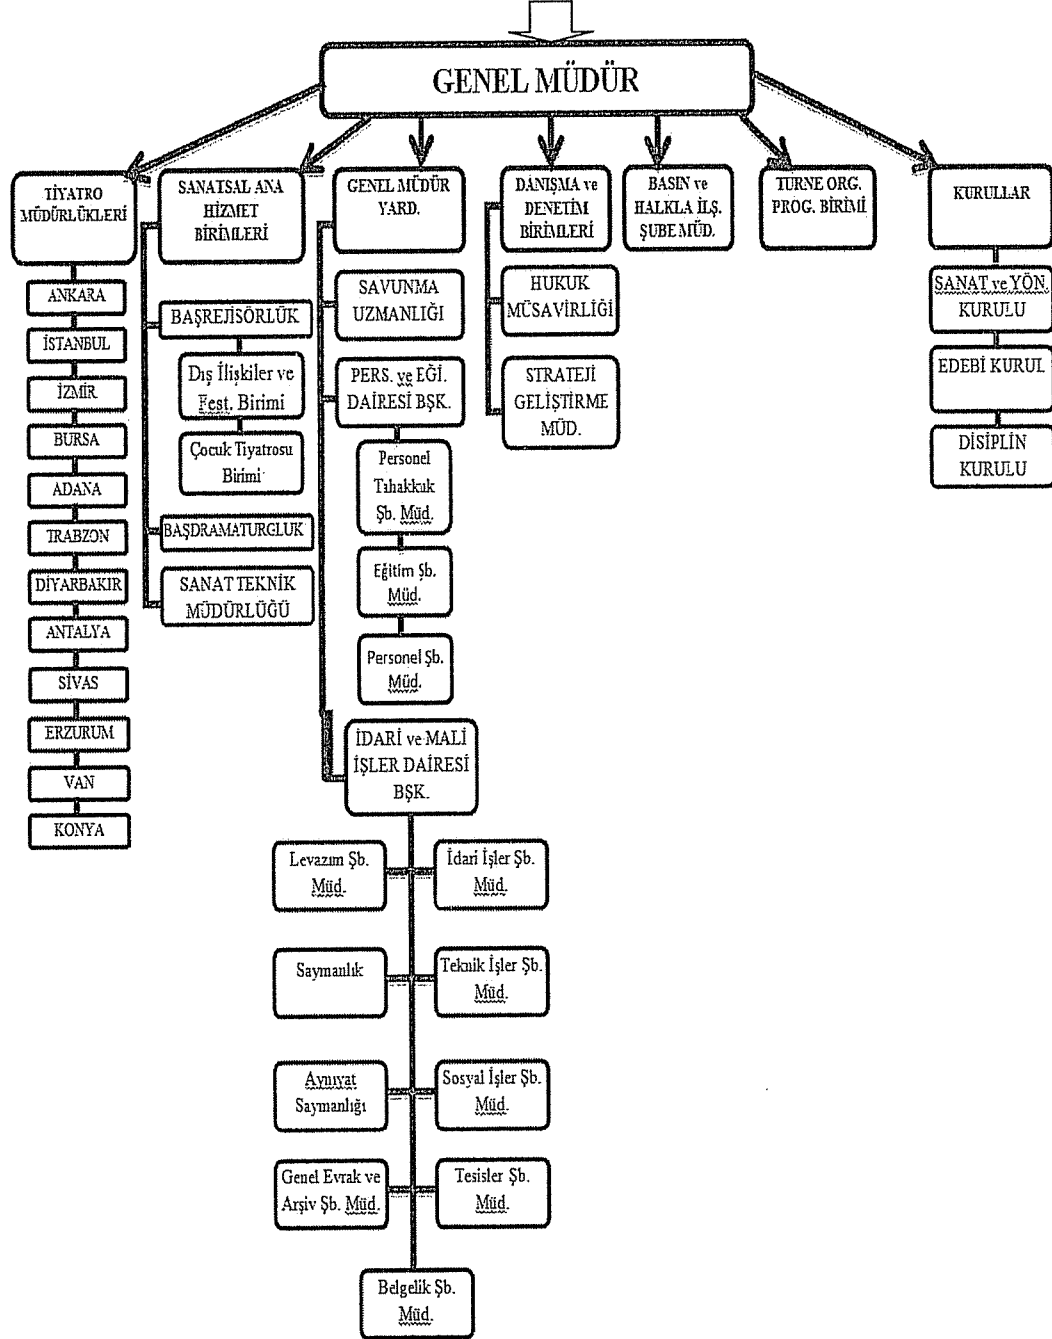 GENEL MÜDÜR
TİYATRO
MÜDÜRLÜKLERİ
ANKARA
İSTANBUL
İZMİR
BURSA
ADANA
TRABZON
DİYARBAKIR
ANTALYA
SİVAS
ERZURUM
VAN
KONYA
SANATSAL ANA
HİZMET
BİRİMLERİ
BAŞREJİSÖRLÜK
Dış İlişkiler ve
Fest. Birimi
Çocuk Tiyatrosu
Birimi
BAŞDRAMATURGLUK
SANAT TEKNİK
MÜDÜRLÜĞÜ
GENEL MÜDÜR
YARD.
SAVUNMA
UZMANLIĞI
PERS. ve EĞİ.
DAİRESİ BŞK.
Personel
Tahakkuk
Şb. Müd.
Eğitim Şb.
Müd.
Personel Şb.
Müd.
İDARİ ve MALİ
İŞLER DAİRESİ
BŞK.
Levazım Şb.
Müd.
İdari İşler Şb.
Müd.
Saymanlık
Teknik İşler Şb.
Müd.
Ayniyat
Saymanlığı
Sosyal İşler Şb.
Müd.
Genel Evrak ve
Arşiv Şb. Müd.
Tesisler Şb.
Müd.
Belgelik Şb.
Müd.
DANIŞMA ve
DENETİM
BİRİMLERİ
HUKUK
MÜSAVİRLİĞİ
STRATEJİ
GELİŞTİRME
MÜD.
BASIN ve
HALKLA İLŞ.
ŞUBE MÜD.
TURNE ORG.
PROG. BİRİMİ
KURULLAR
SANAT ve YÖN.
KURULU
EDEBİ KURUL
DİSİPLİN
KURULU